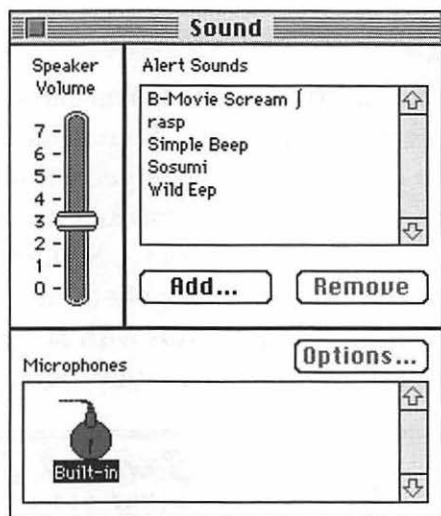 Sound
Speaker
Volume
7
6
5
4
3
2
1
0
Alert Sounds
B-Movie Scream ∫
rasp
Simple Beep
Sosumi
Wild Eep
Add...
Remove
Microphones
Options...
Built-in